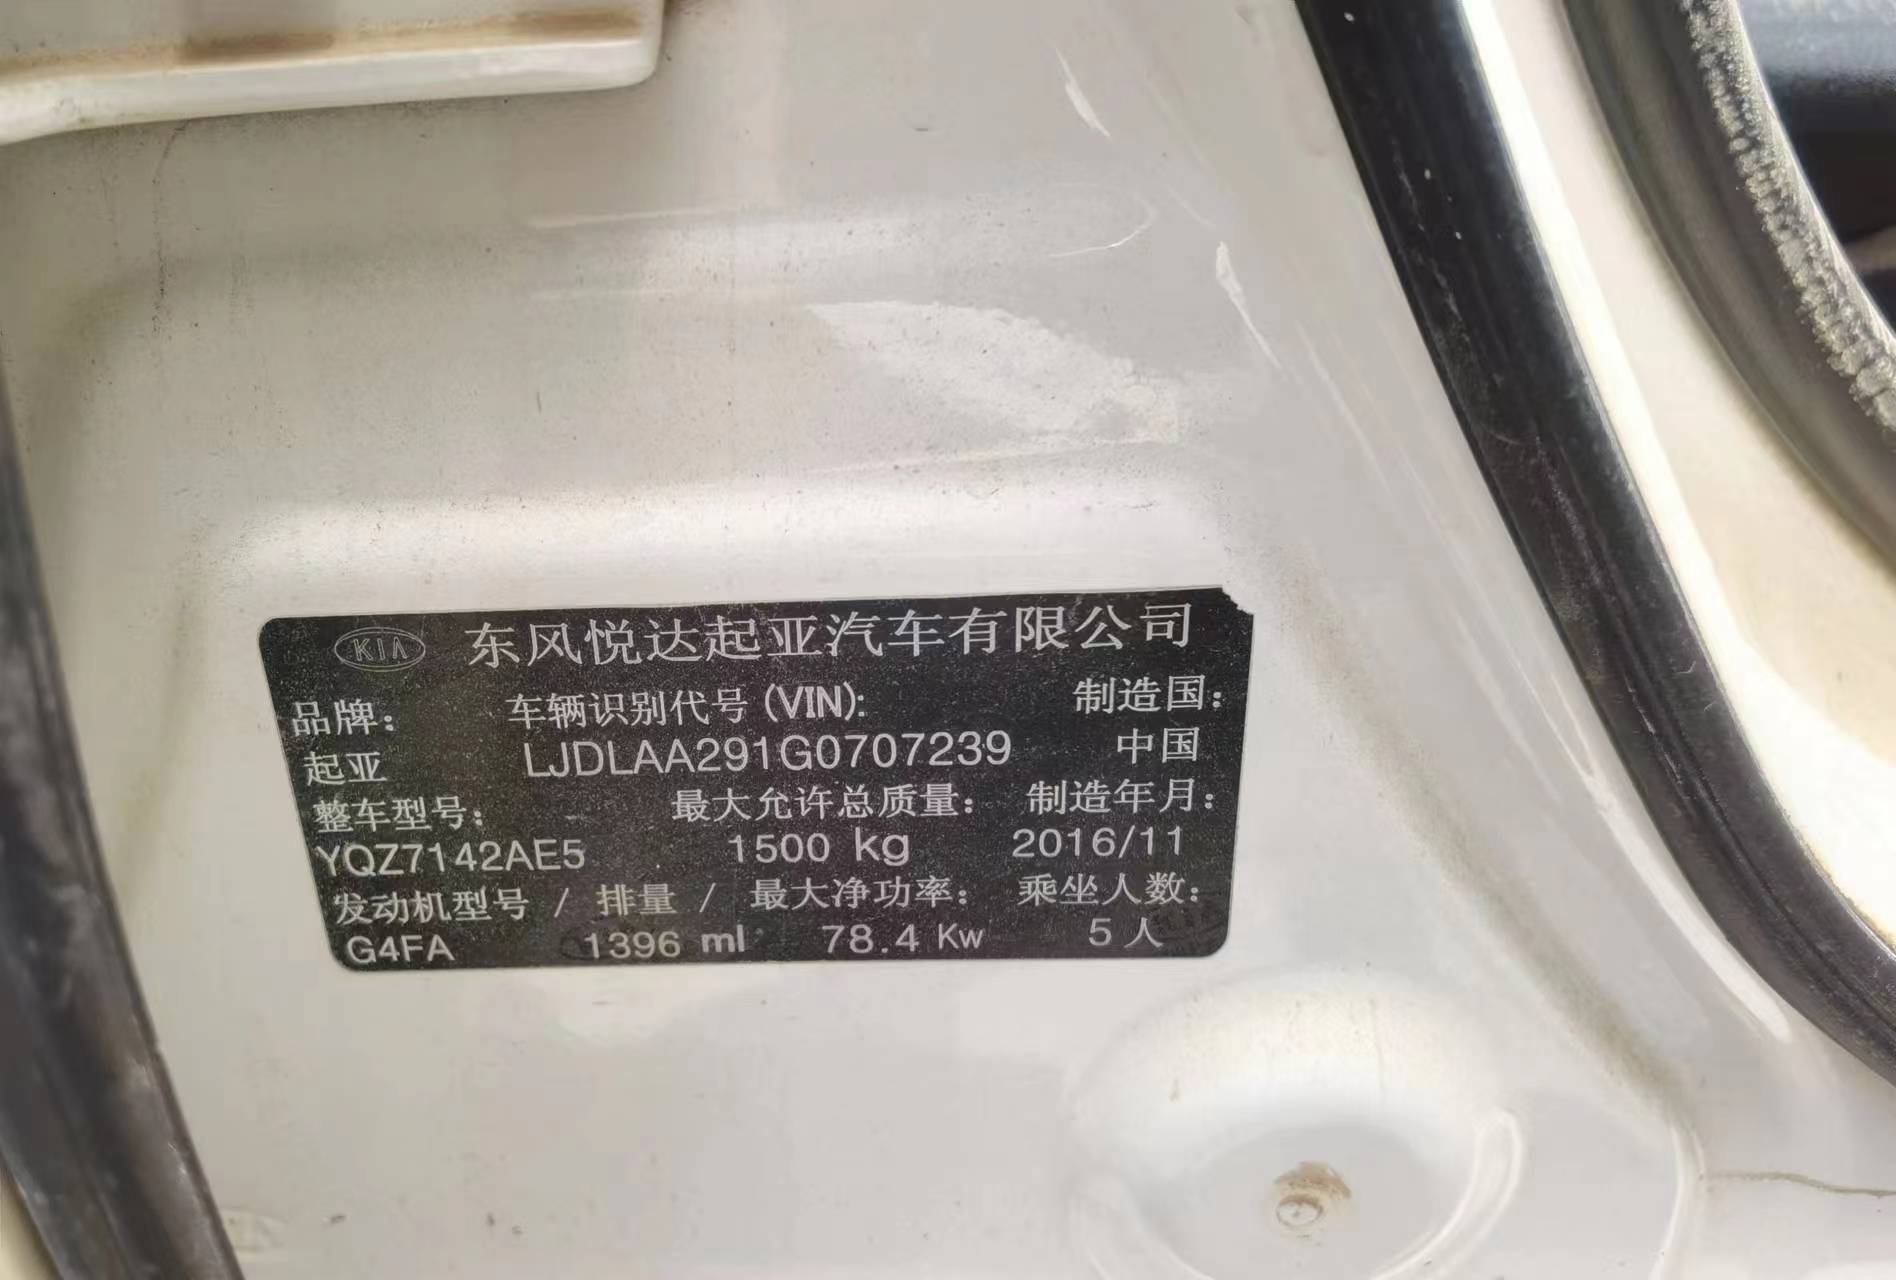 KIA 东风悦达起亚汽车有限公司
品牌： 车辆识别代号 (VIN): 制造国：
起亚 LJDLAA291G0707239 中国
整车型号： 最大允许总质量： 制造年月：
YQZ7142AE5 1500 kg 2016/11
发动机型号 / 排量 / 最大净功率： 乘坐人数：
G4FA 1396 ml 78.4 Kw 5 人